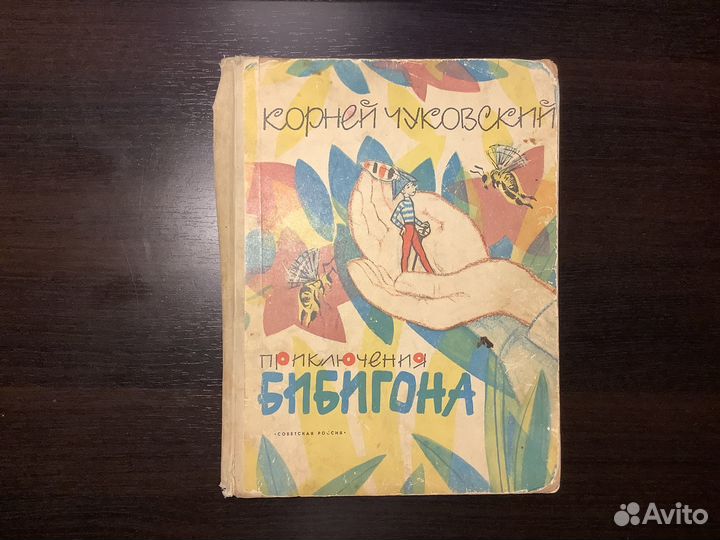 КОРНЕЙ ЧУКОВСКИЙ
ПРИКЛЮЧЕНИЯ
БИБИГОНА
•СОВЕТСКАЯ РОССИЯ•
Avito